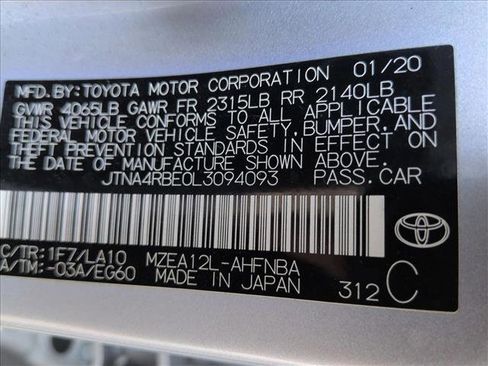 MFD.BY: TOYOTA MOTOR CORPORATION 01/20
GVWR 4065LB GAWR FR 2315LB RR 2140LB
THIS VEHICLE CONFORMS TO ALL APPLICABLE
FEDERAL MOTOR VEHICLE SAFETY, BUMPER, AND
THEFT PREVENTION STANDARDS IN EFFECT ON
THE DATE OF MANUFACTURE SHOWN ABOVE.
JTNA4RBE0L3094093 PASS.CAR
C/TR: 1F7/LA10 MZEA12L-AHFNBA
A/TM: -03A/EG60 MADE IN JAPAN 312 C
TOYOTA